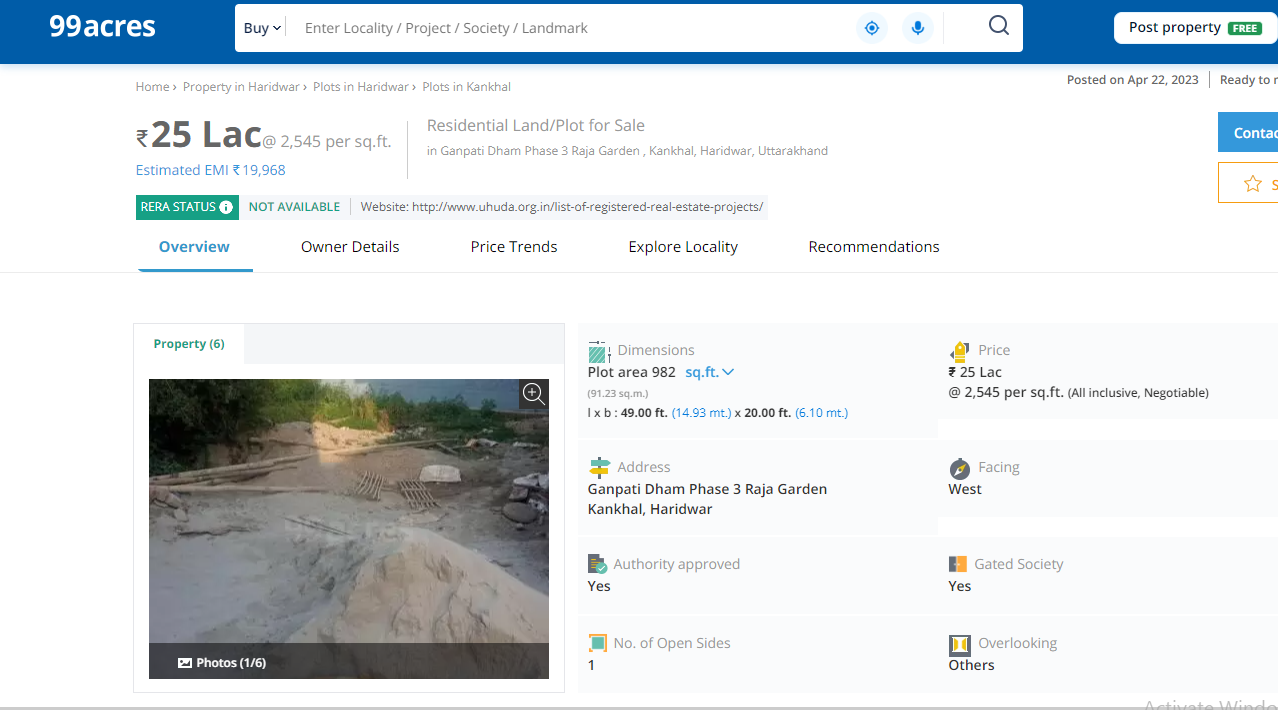 99acres
Buy
Enter Locality / Project / Society / Landmark
Post property FREE
Home › Property in Haridwar › Plots in Haridwar › Plots in Kankhal
Posted on Apr 22, 2023
Ready to
₹ 25 Lac @ 2,545 per sq.ft.
Estimated EMI ₹ 19,968
Residential Land/Plot for Sale
in Ganpati Dham Phase 3 Raja Garden , Kankhal, Haridwar, Uttarakhand
Contac
RERA STATUS i NOT AVAILABLE Website: http://www.uhuda.org.in/list-of-registered-real-estate-projects/
Overview Owner Details Price Trends Explore Locality Recommendations
Property (6)
Photos (1/6)
Dimensions
Plot area 982 sq.ft.
(91.23 sq.m.)
l x b : 49.00 ft. (14.93 mt.) x 20.00 ft. (6.10 mt.)
Price
₹ 25 Lac
@ 2,545 per sq.ft. (All inclusive, Negotiable)
Address
Ganpati Dham Phase 3 Raja Garden
Kankhal, Haridwar
Facing
West
Authority approved
Yes
Gated Society
Yes
No. of Open Sides
1
Overlooking
Others